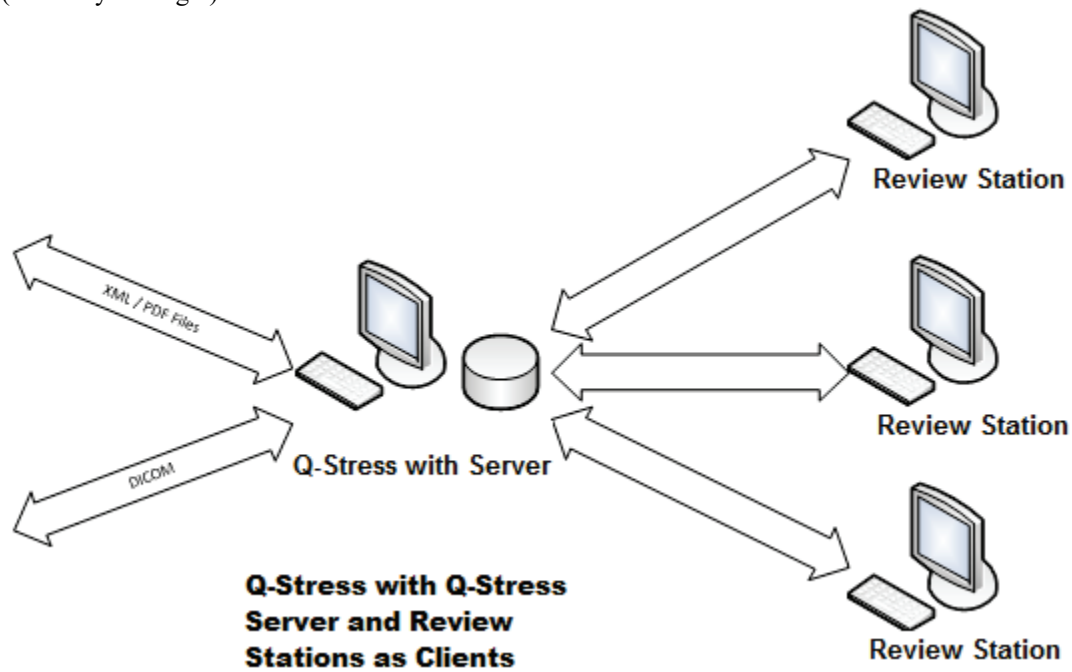 Review Station
XML / PDF Files
Review Station
Q-Stress with Server
DICOM
Q-Stress with Q-Stress
Server and Review
Stations as Clients
Review Station